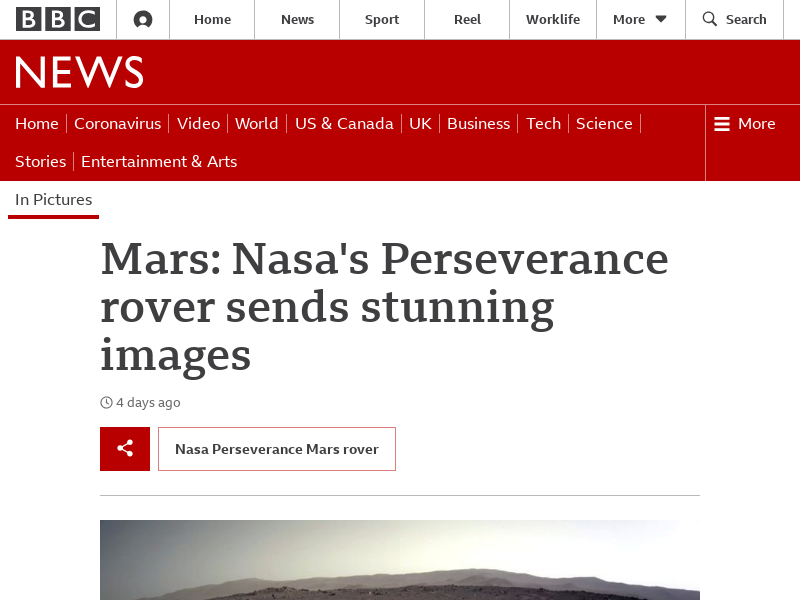 BBC Home News Sport Reel Worklife More Search
NEWS
Home Coronavirus Video World US & Canada UK Business Tech Science More
Stories Entertainment & Arts
In Pictures
Mars: Nasa's Perseverance
rover sends stunning
images
4 days ago
Nasa Perseverance Mars rover